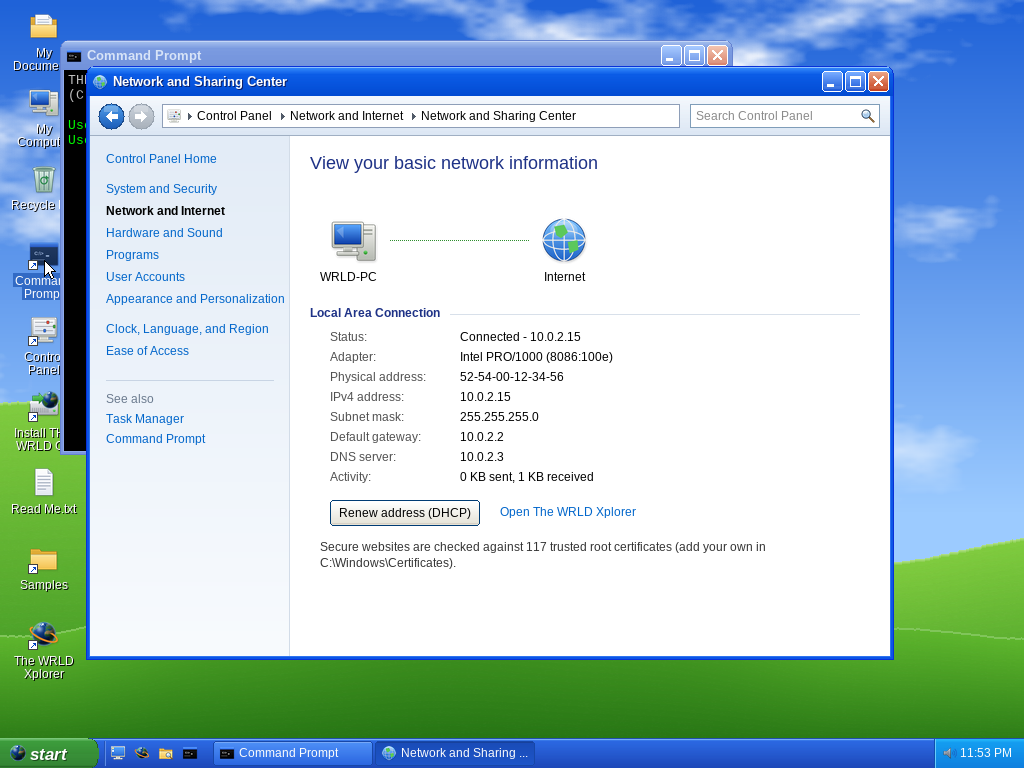 My
Docume
Command Prompt
Network and Sharing Center
TH
(C
Control Panel Network and Internet Network and Sharing Center
Search Control Panel
My
Comput
Us
Us
Recycle
Comman
Promp
Contro
Panel
Install TH
WRLD
Read Me.txt
Samples
The WRLD
Xplorer
Control Panel Home
System and Security
Network and Internet
Hardware and Sound
Programs
User Accounts
Appearance and Personalization
Clock, Language, and Region
Ease of Access
See also
Task Manager
Command Prompt
View your basic network information
WRLD-PC
Internet
Local Area Connection
Status: Connected - 10.0.2.15
Adapter: Intel PRO/1000 (8086:100e)
Physical address: 52-54-00-12-34-56
IPv4 address: 10.0.2.15
Subnet mask: 255.255.255.0
Default gateway: 10.0.2.2
DNS server: 10.0.2.3
Activity: 0 KB sent, 1 KB received
Renew address (DHCP)
Open The WRLD Xplorer
Secure websites are checked against 117 trusted root certificates (add your own in
C:\Windows\Certificates).
start
Command Prompt
Network and Sharing ...
11:53 PM